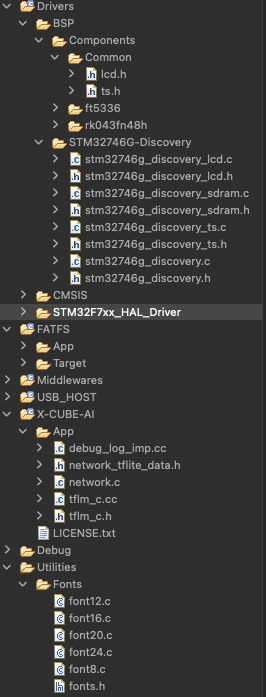 Drivers
BSP
Components
Common
lcd.h
ts.h
ft5336
rk043fn48h
STM32746G-Discovery
stm32746g_discovery_lcd.c
stm32746g_discovery_lcd.h
stm32746g_discovery_sdram.c
stm32746g_discovery_sdram.h
stm32746g_discovery_ts.c
stm32746g_discovery_ts.h
stm32746g_discovery.c
stm32746g_discovery.h
CMSIS
STM32F7xx_HAL_Driver
FATFS
App
Target
Middlewares
USB_HOST
X-CUBE-AI
App
debug_log_imp.cc
network_tflite_data.h
network.c
tflm_c.cc
tflm_c.h
LICENSE.txt
Debug
Utilities
Fonts
font12.c
font16.c
font20.c
font24.c
font8.c
fonts.h